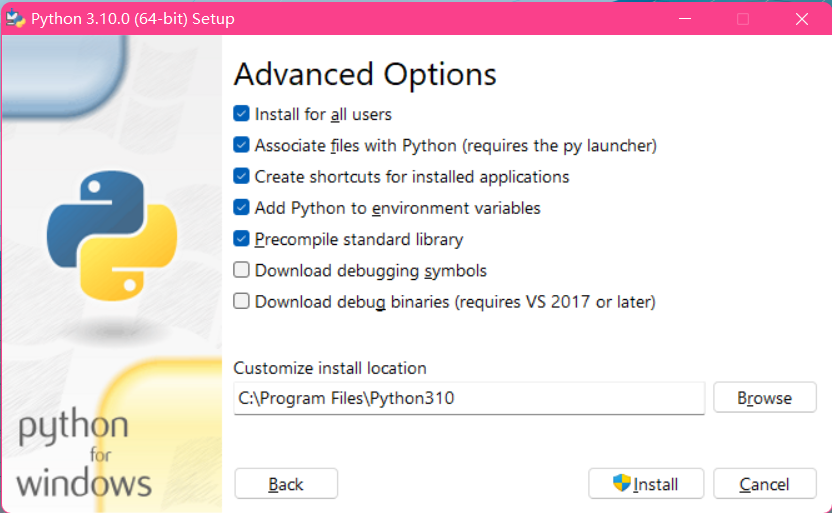 Python 3.10.0 (64-bit) Setup
Advanced Options
Install for all users
Associate files with Python (requires the py launcher)
Create shortcuts for installed applications
Add Python to environment variables
Precompile standard library
Download debugging symbols
Download debug binaries (requires VS 2017 or later)
Customize install location
C:\Program Files\Python310
Browse
python
for
windows
Back
Install
Cancel